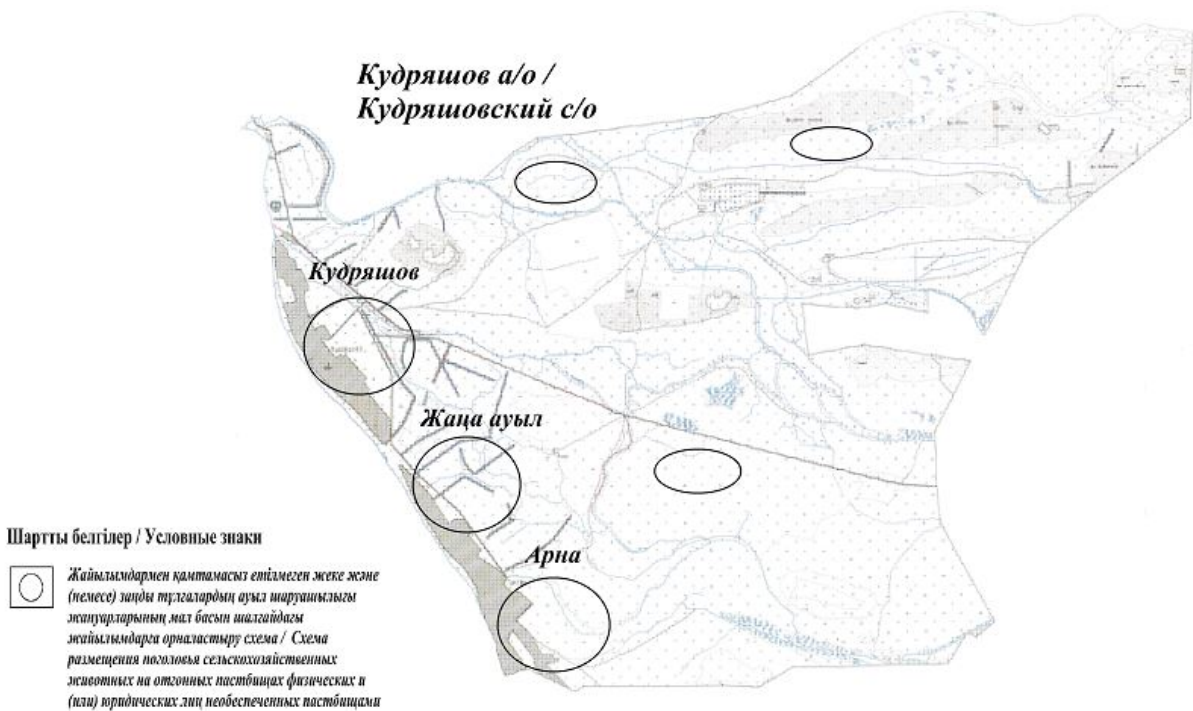 Кудряшов а/о /
Кудряшовский с/о
Кудряшов
Жаңа ауыл
Арна
Шартты белгілер / Условные знаки
Жайылымдармен қамтамасыз етілмеген жеке және
(немесе) заңды тұлғалардың ауыл шаруашылығы
жануарларының мал басын шалғайдағы
жайылымдарға орналастыру схема / Схема
размещения поголовья сельскохозяйственных
животных на отгонных пастбищах физических и
(или) юридических лиц необеспеченных пастбищами